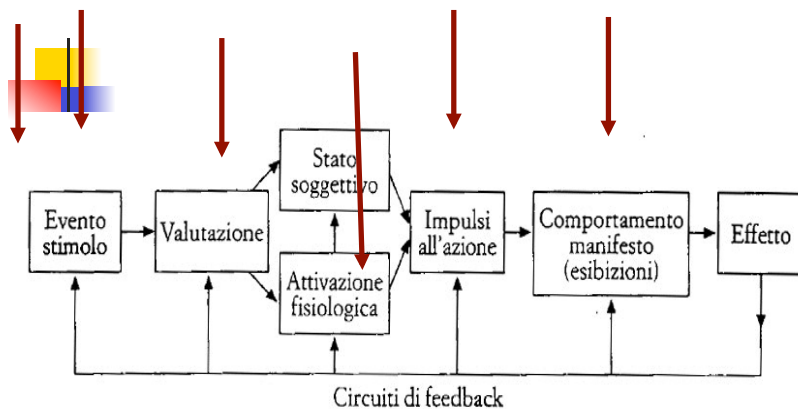 Evento
stimolo
Valutazione
Stato
soggettivo
Attivazione
fisiologica
Impulsi
all'azione
Comportamento
manifesto
(esibizioni)
Effetto
Circuiti di feedback